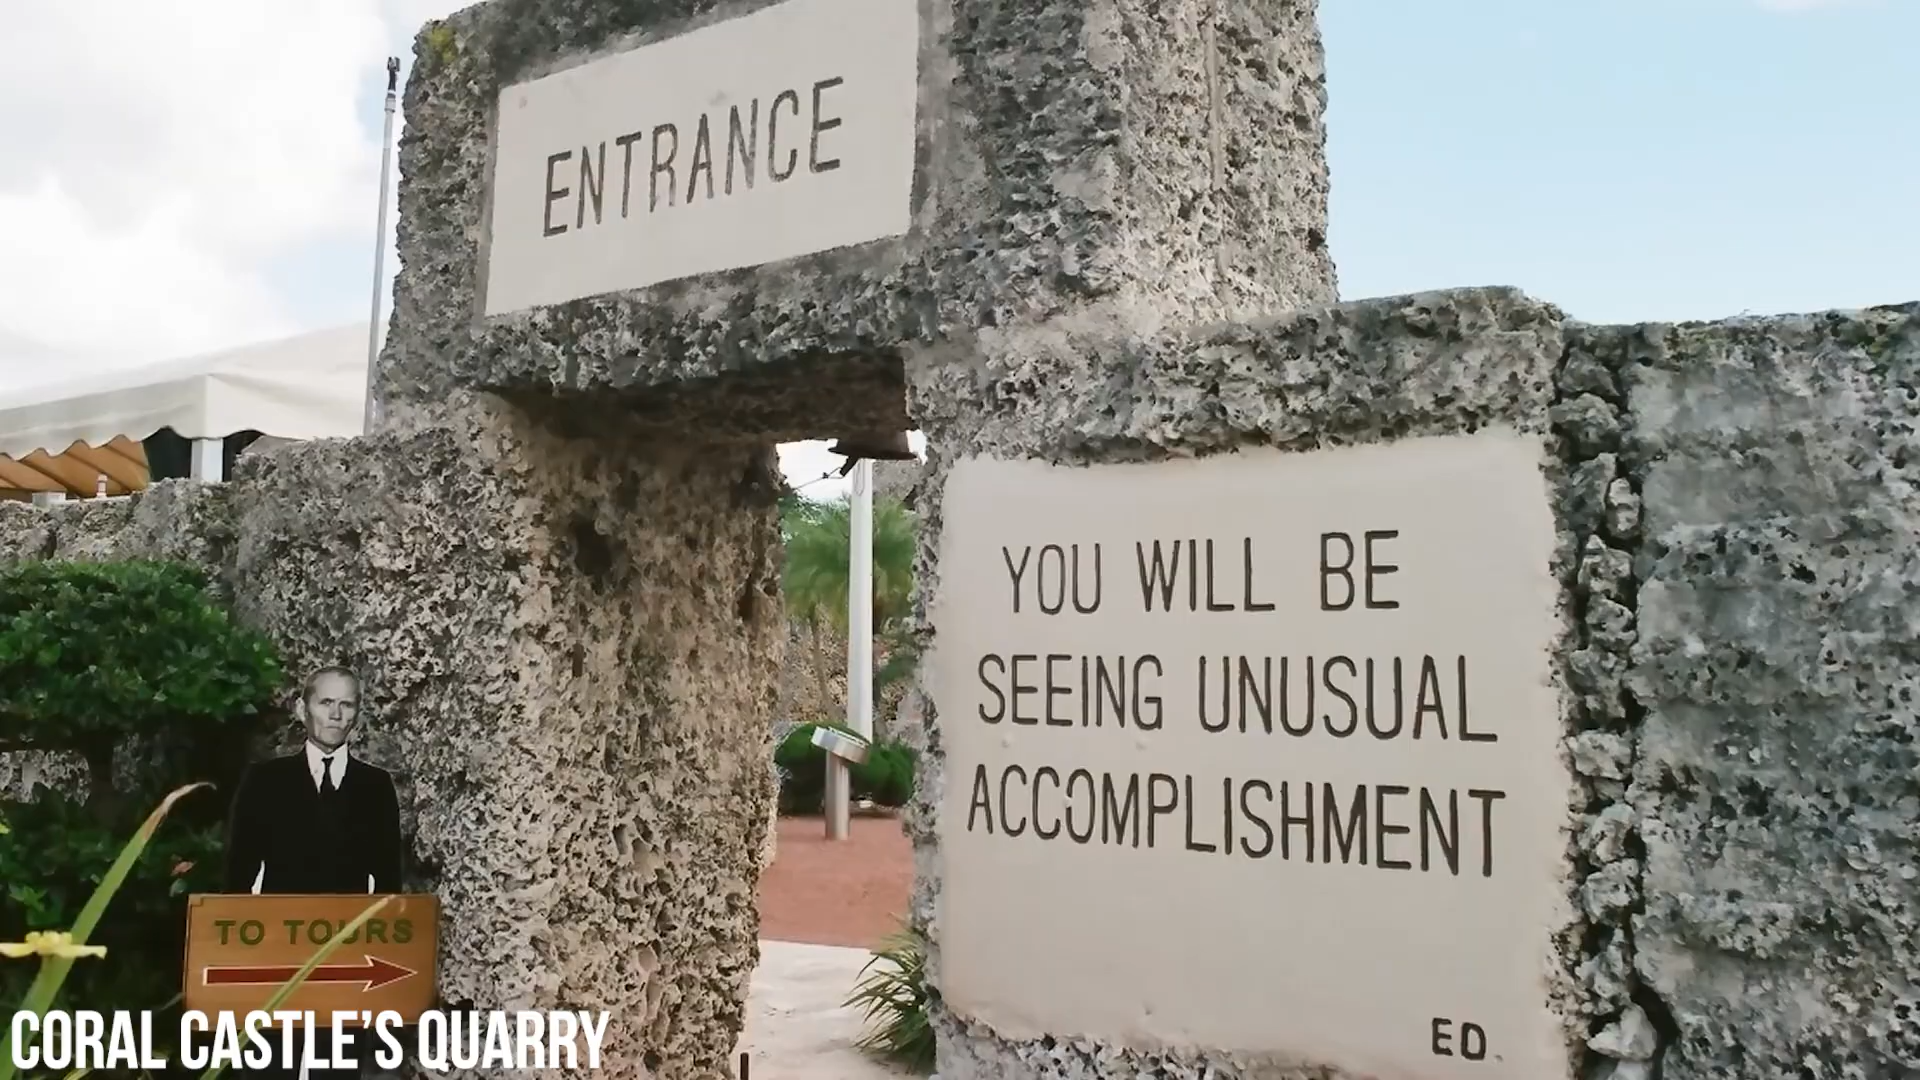 ENTRANCE
YOU WILL BE
SEEING UNUSUAL
ACCOMPLISHMENT
ED.
TO TOURS
CORAL CASTLE'S QUARRY